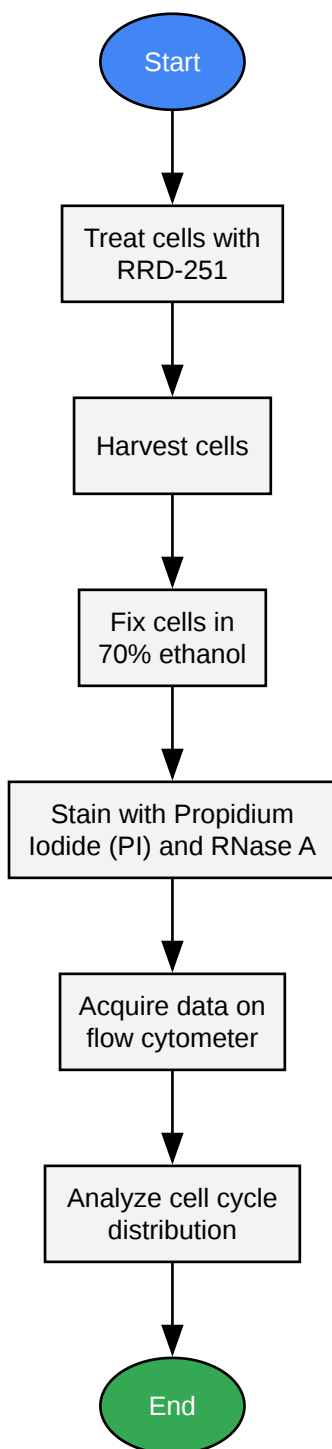 Start
Treat cells with
RRD-251
Harvest cells
Fix cells in
70% ethanol
Stain with Propidium
Iodide (PI) and RNase A
Acquire data on
flow cytometer
Analyze cell cycle
distribution
End